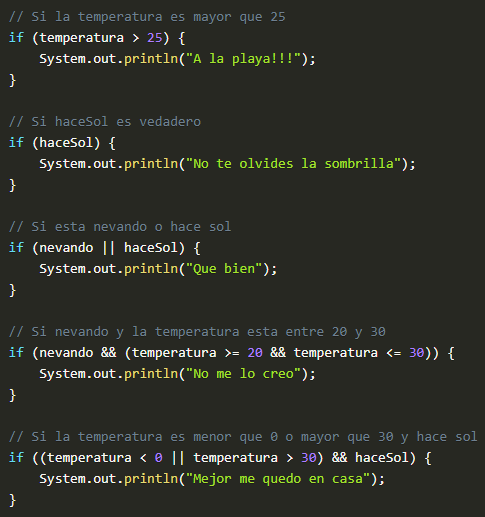 // Si la temperatura es mayor que 25
if (temperatura > 25) {
    System.out.println("A la playa!!!");
}

// Si haceSol es vedadero
if (haceSol) {
    System.out.println("No te olvides la sombrilla");
}

// Si esta nevando o hace sol
if (nevando || haceSol) {
    System.out.println("Que bien");
}

// Si nevando y la temperatura esta entre 20 y 30
if (nevando && (temperatura >= 20 && temperatura <= 30)) {
    System.out.println("No me lo creo");
}

// Si la temperatura es menor que 0 o mayor que 30 y hace sol
if ((temperatura < 0 || temperatura > 30) && haceSol) {
    System.out.println("Mejor me quedo en casa");
}